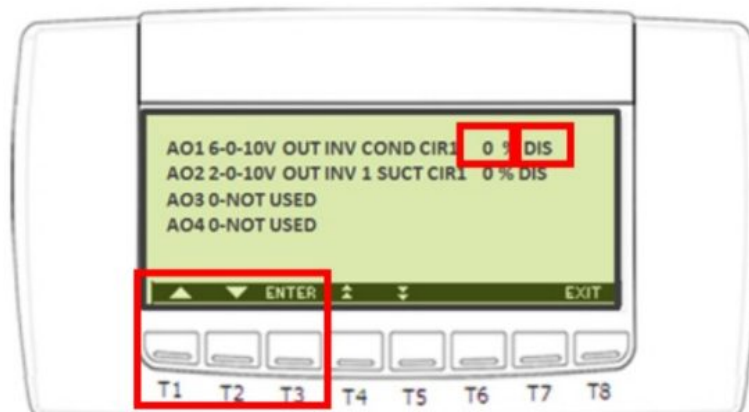 AO1 6-0-10V OUT INV COND CIR1 0 % DIS
AO2 2-0-10V OUT INV 1 SUCT CIR1 0 % DIS
AO3 0-NOT USED
AO4 0-NOT USED
ENTER EXIT
T1 T2 T3 T4 T5 T6 T7 T8